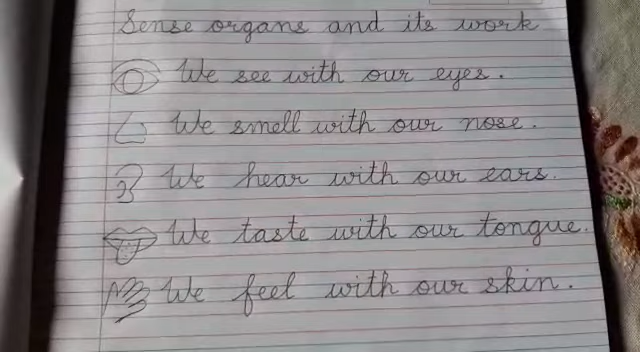 Sense organs and its work
We see with our eyes.
We smell with our nose.
We hear with our ears.
We taste with our tongue.
We feel with our skin.